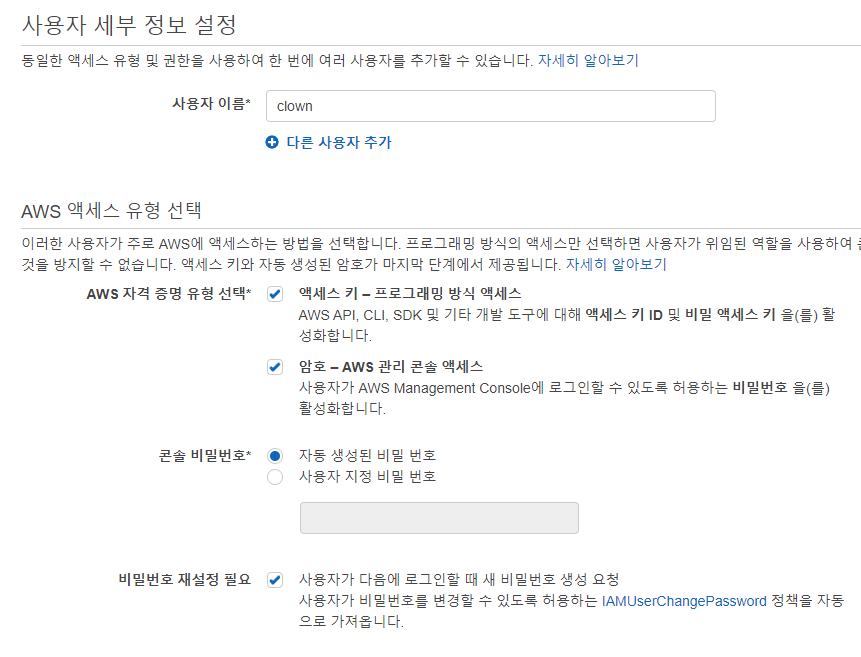 사용자 세부 정보 설정
동일한 액세스 유형 및 권한을 사용하여 한 번에 여러 사용자를 추가할 수 있습니다. 자세히 알아보기
사용자 이름*
clown
다른 사용자 추가
AWS 액세스 유형 선택
이러한 사용자가 주로 AWS에 액세스하는 방법을 선택합니다. 프로그래밍 방식의 액세스만 선택하면 사용자가 위임된 역할을 사용하여
것을 방지할 수 없습니다. 액세스 키와 자동 생성된 암호가 마지막 단계에서 제공됩니다. 자세히 알아보기
AWS 자격 증명 유형 선택* 액세스 키 – 프로그래밍 방식 액세스
AWS API, CLI, SDK 및 기타 개발 도구에 대해 액세스 키 ID 및 비밀 액세스 키 을(를) 활
성화합니다.
암호 – AWS 관리 콘솔 액세스
사용자가 AWS Management Console에 로그인할 수 있도록 허용하는 비밀번호 을(를)
활성화합니다.
콘솔 비밀번호* 자동 생성된 비밀 번호
사용자 지정 비밀 번호
비밀번호 재설정 필요 사용자가 다음에 로그인할 때 새 비밀번호 생성 요청
사용자가 비밀번호를 변경할 수 있도록 허용하는 IAMUserChangePassword 정책을 자동
으로 가져옵니다.